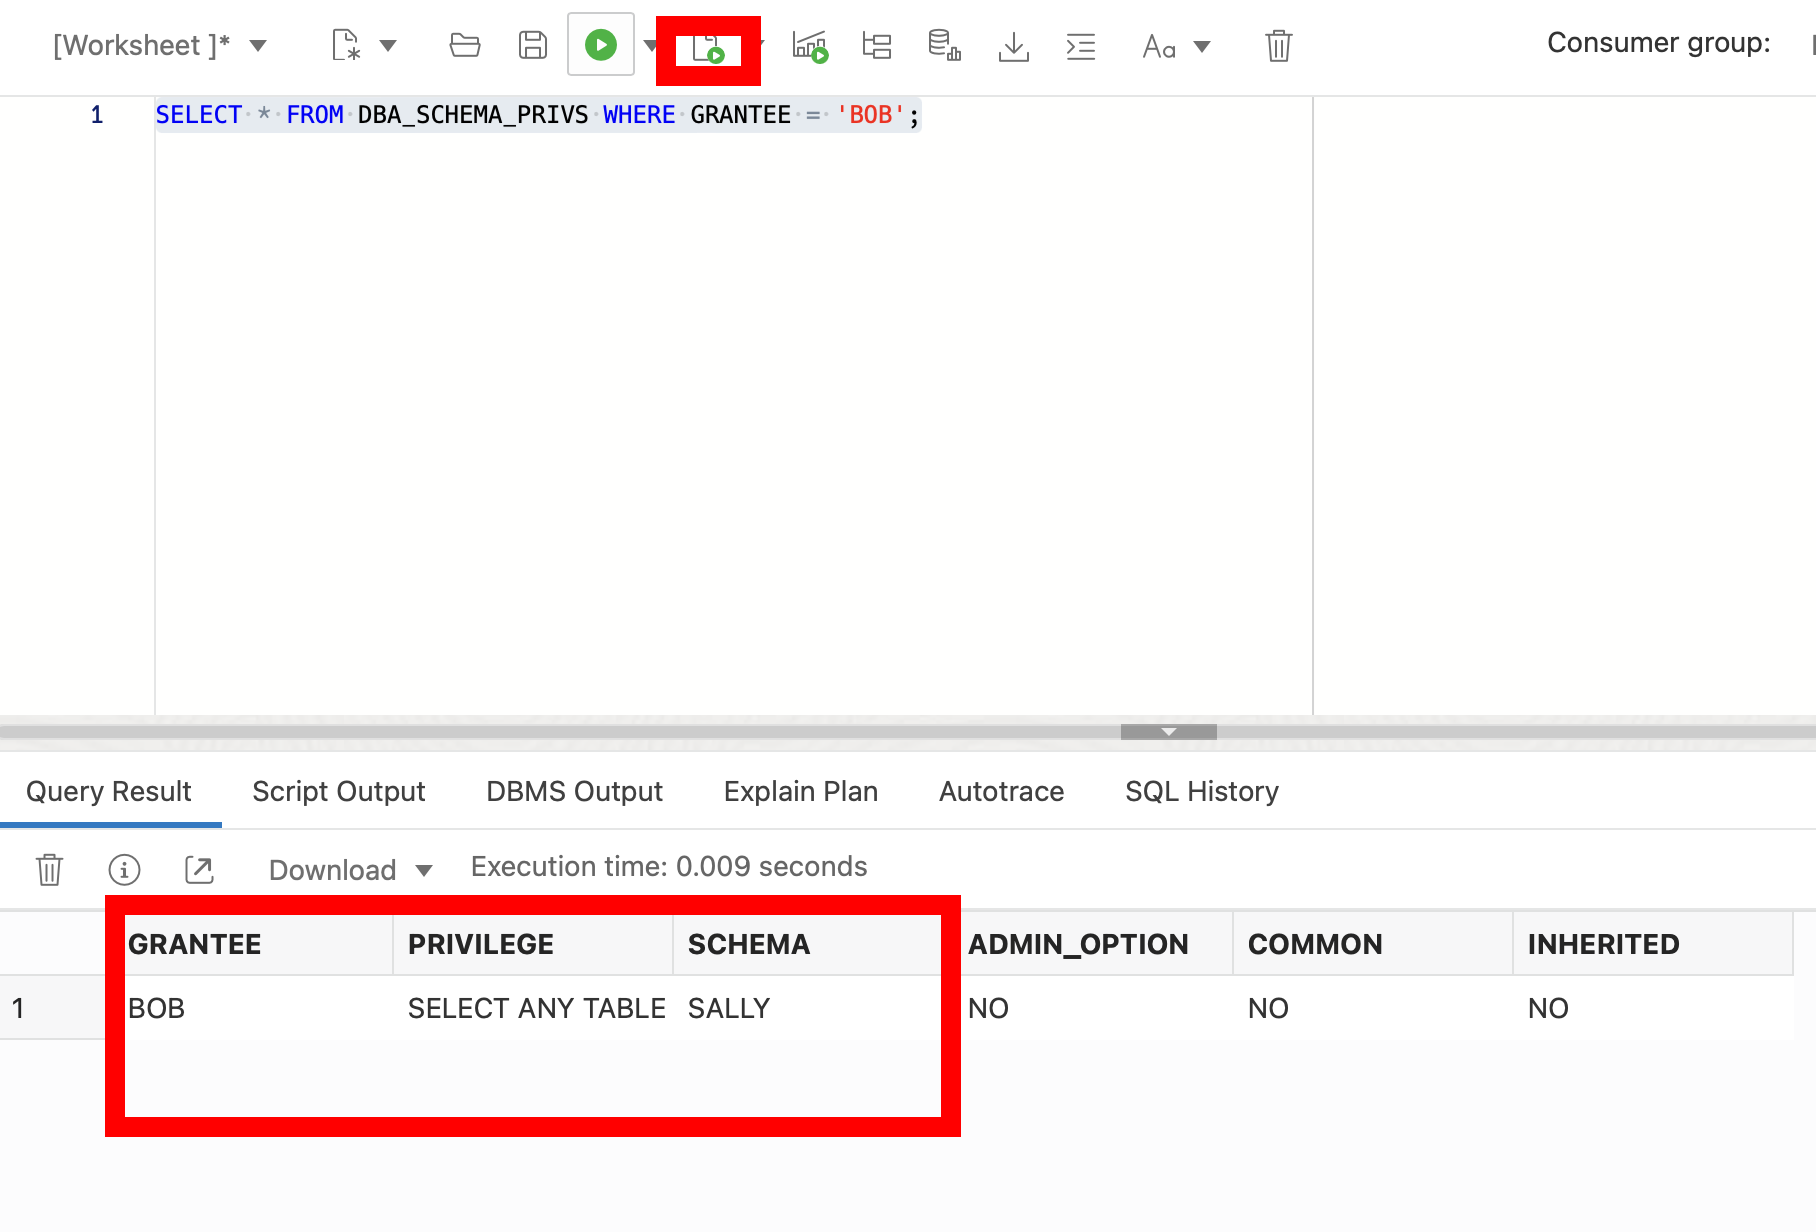 [Worksheet ]* Aa Consumer group:
1 SELECT * FROM DBA_SCHEMA_PRIVS WHERE GRANTEE = 'BOB';
Query Result Script Output DBMS Output Explain Plan Autotrace SQL History
Download Execution time: 0.009 seconds
GRANTEE PRIVILEGE SCHEMA ADMIN_OPTION COMMON INHERITED
1 BOB SELECT ANY TABLE SALLY NO NO NO